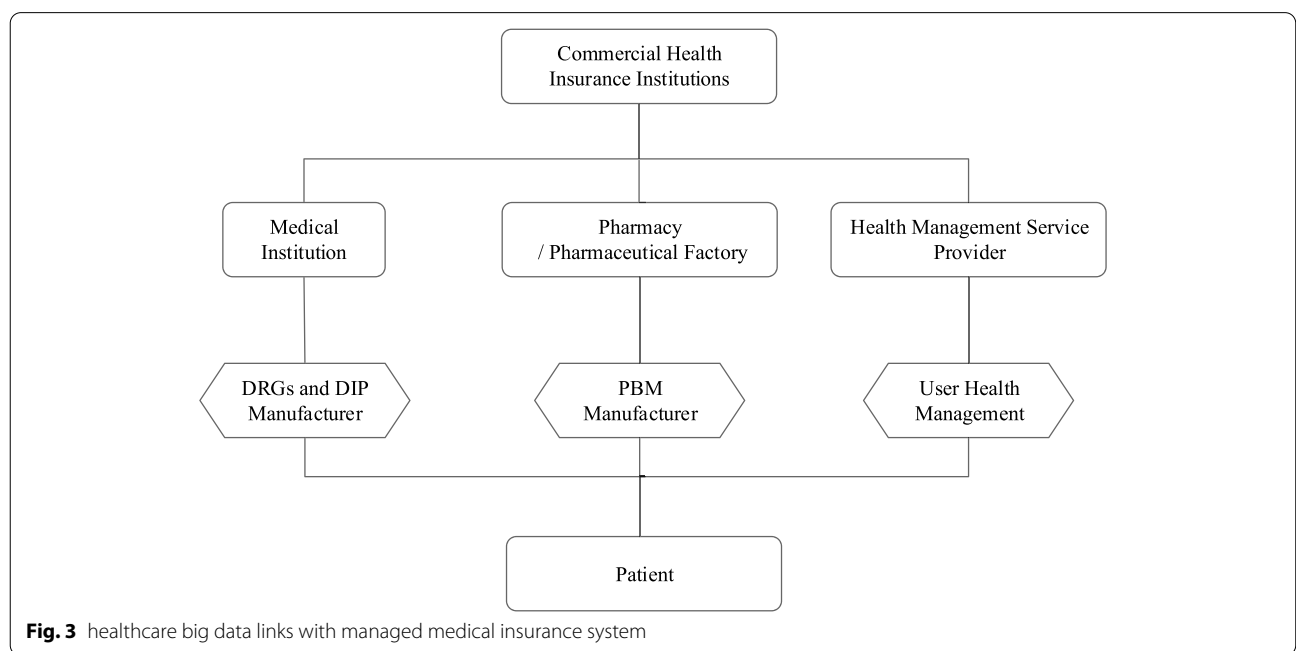 Commercial Health
Insurance Institutions
Medical
Institution
Pharmacy
/ Pharmaceutical Factory
Health Management Service
Provider
DRGs and DIP
Manufacturer
PBM
Manufacturer
User Health
Management
Patient
Fig. 3 healthcare big data links with managed medical insurance system